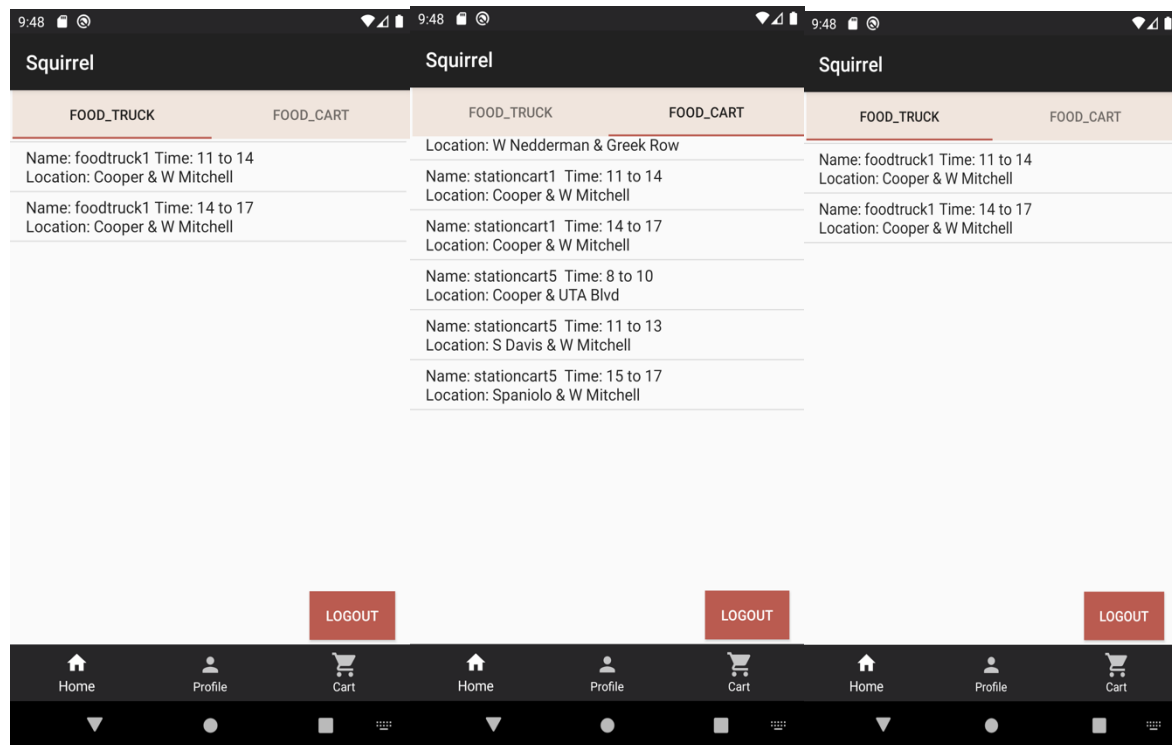 9:48
Squirrel
FOOD_TRUCK FOOD_CART
Name: foodtruck1 Time: 11 to 14
Location: Cooper & W Mitchell
Name: foodtruck1 Time: 14 to 17
Location: Cooper & W Mitchell
LOGOUT
Home Profile Cart
9:48
Squirrel
FOOD_TRUCK FOOD_CART
Location: W Nedderman & Greek Row
Name: stationcart1 Time: 11 to 14
Location: Cooper & W Mitchell
Name: stationcart1 Time: 14 to 17
Location: Cooper & W Mitchell
Name: stationcart5 Time: 8 to 10
Location: Cooper & UTA Blvd
Name: stationcart5 Time: 11 to 13
Location: S Davis & W Mitchell
Name: stationcart5 Time: 15 to 17
Location: Spaniolo & W Mitchell
LOGOUT
Home Profile Cart
9:48
Squirrel
FOOD_TRUCK FOOD_CART
Name: foodtruck1 Time: 11 to 14
Location: Cooper & W Mitchell
Name: foodtruck1 Time: 14 to 17
Location: Cooper & W Mitchell
LOGOUT
Home Profile Cart